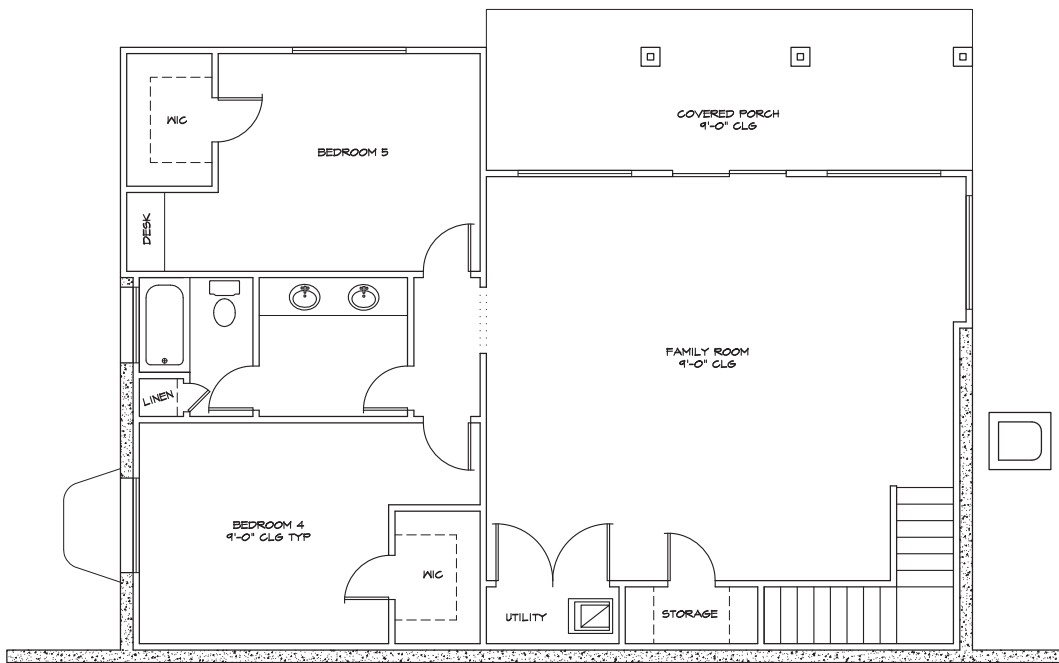 COVERED PORCH
9'-0" CLG
WIC
BEDROOM 5
DESK
FAMILY ROOM
9'-0" CLG
LINEN
BEDROOM 4
9'-0" CLG TYP
WIC
UTILITY
STORAGE